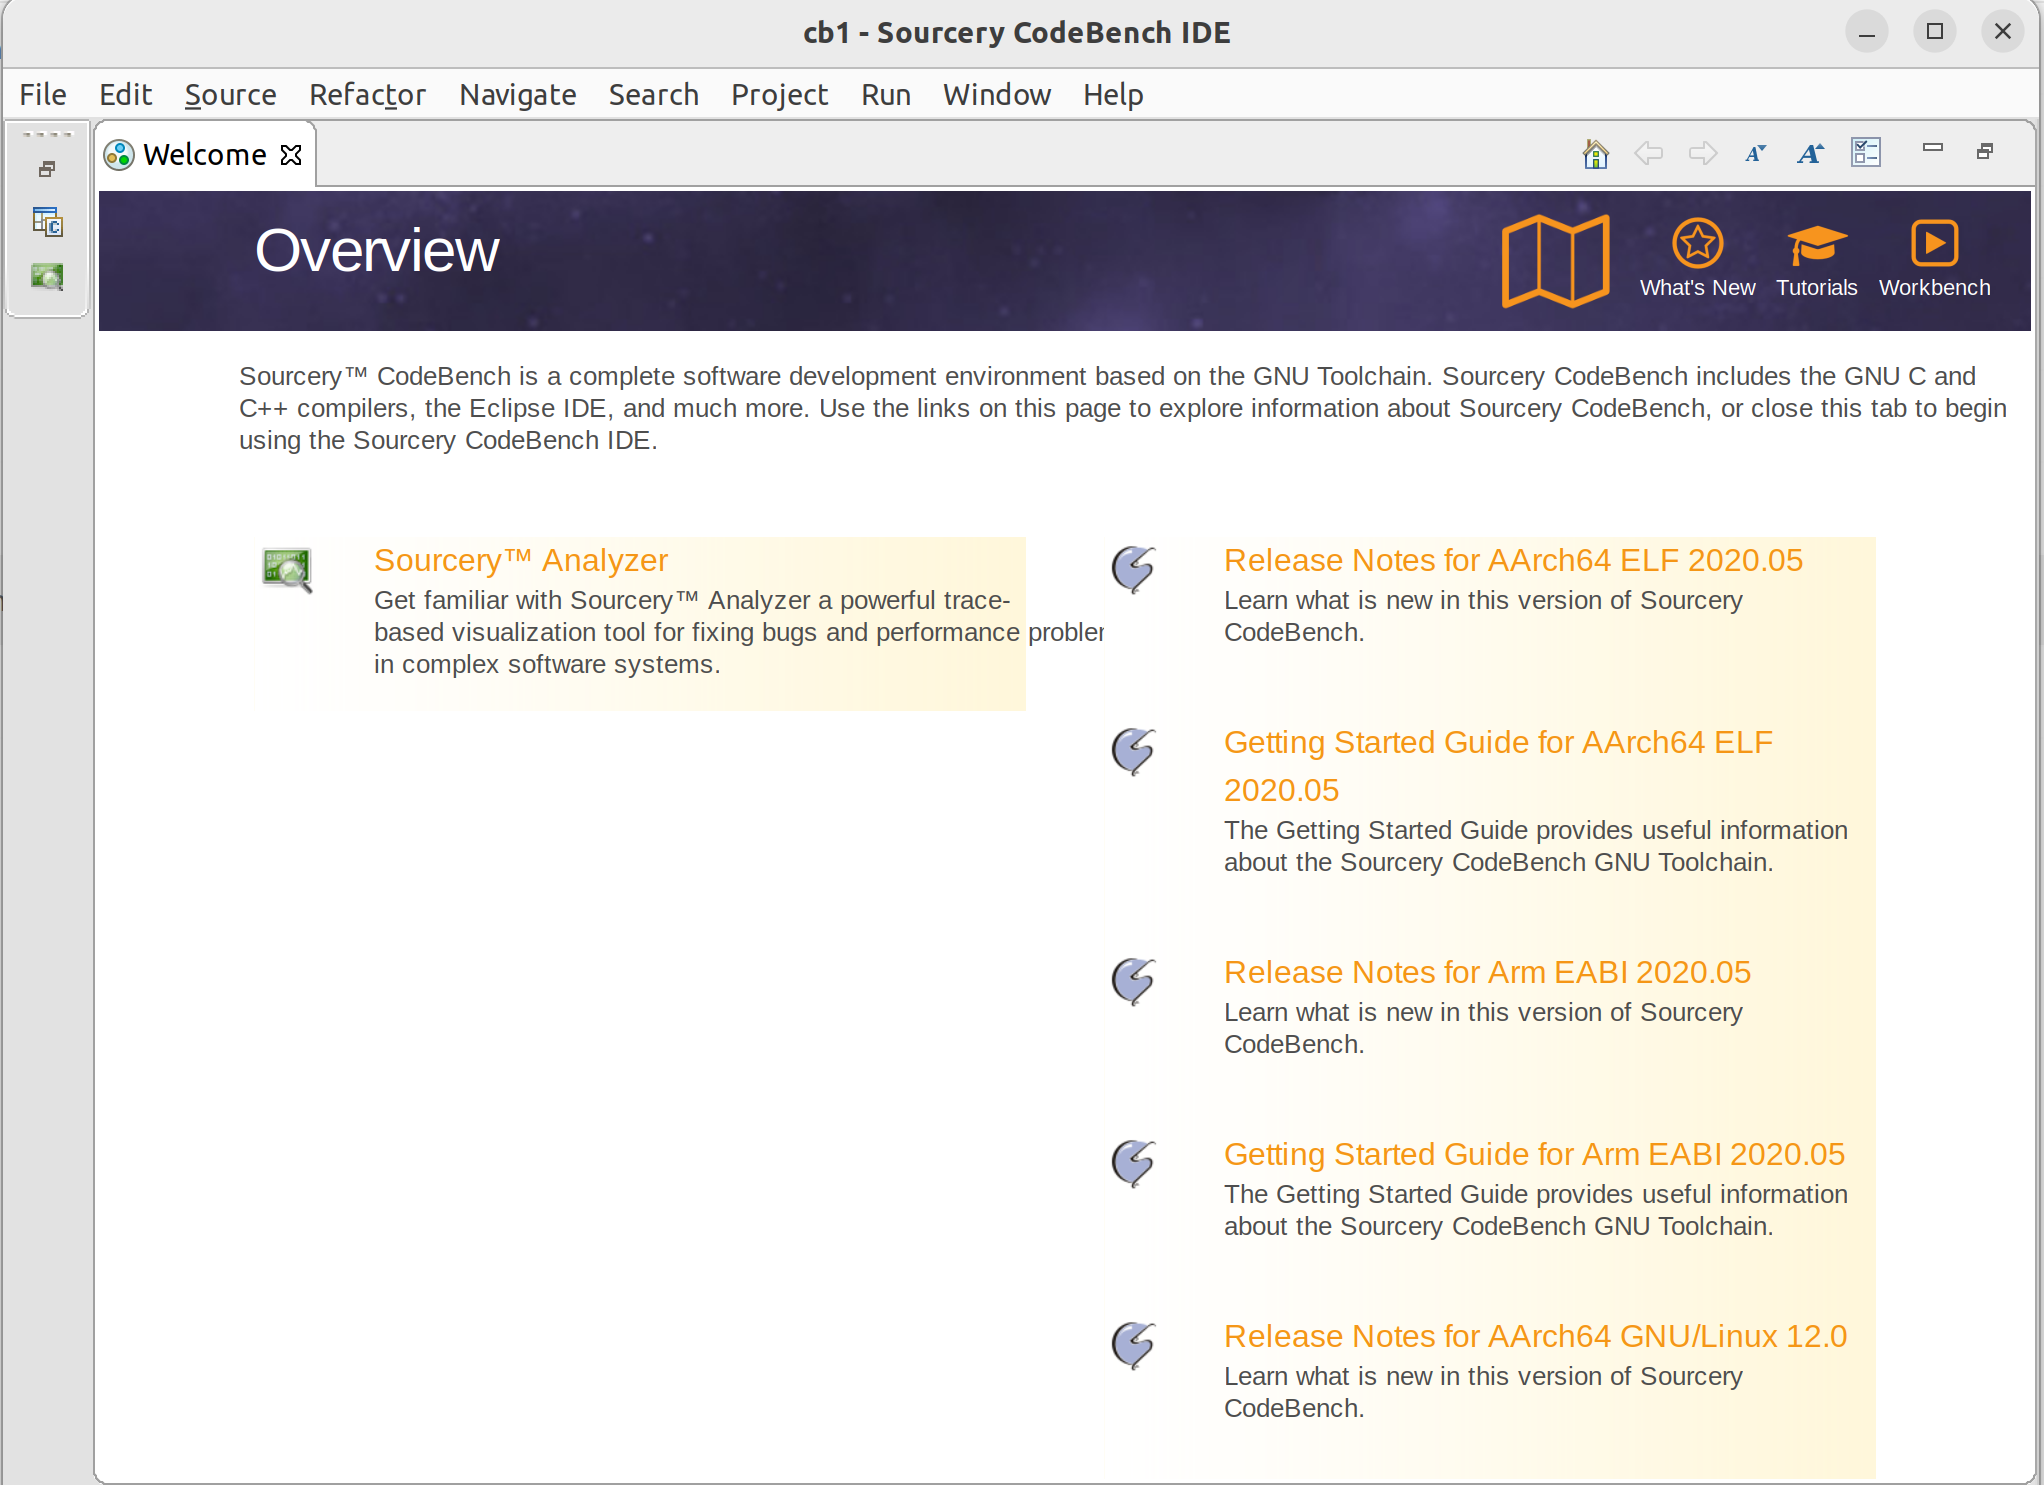 cb1 - Sourcery CodeBench IDE
File Edit Source Refactor Navigate Search Project Run Window Help
Welcome
Overview
What's New Tutorials Workbench
Sourcery™ CodeBench is a complete software development environment based on the GNU Toolchain. Sourcery CodeBench includes the GNU C and
C++ compilers, the Eclipse IDE, and much more. Use the links on this page to explore information about Sourcery CodeBench, or close this tab to begin
using the Sourcery CodeBench IDE.
Sourcery™ Analyzer
Get familiar with Sourcery™ Analyzer a powerful trace-
based visualization tool for fixing bugs and performance
in complex software systems.
Release Notes for AArch64 ELF 2020.05
Learn what is new in this version of Sourcery
CodeBench.
Getting Started Guide for AArch64 ELF
2020.05
The Getting Started Guide provides useful information
about the Sourcery CodeBench GNU Toolchain.
Release Notes for Arm EABI 2020.05
Learn what is new in this version of Sourcery
CodeBench.
Getting Started Guide for Arm EABI 2020.05
The Getting Started Guide provides useful information
about the Sourcery CodeBench GNU Toolchain.
Release Notes for AArch64 GNU/Linux 12.0
Learn what is new in this version of Sourcery
CodeBench.